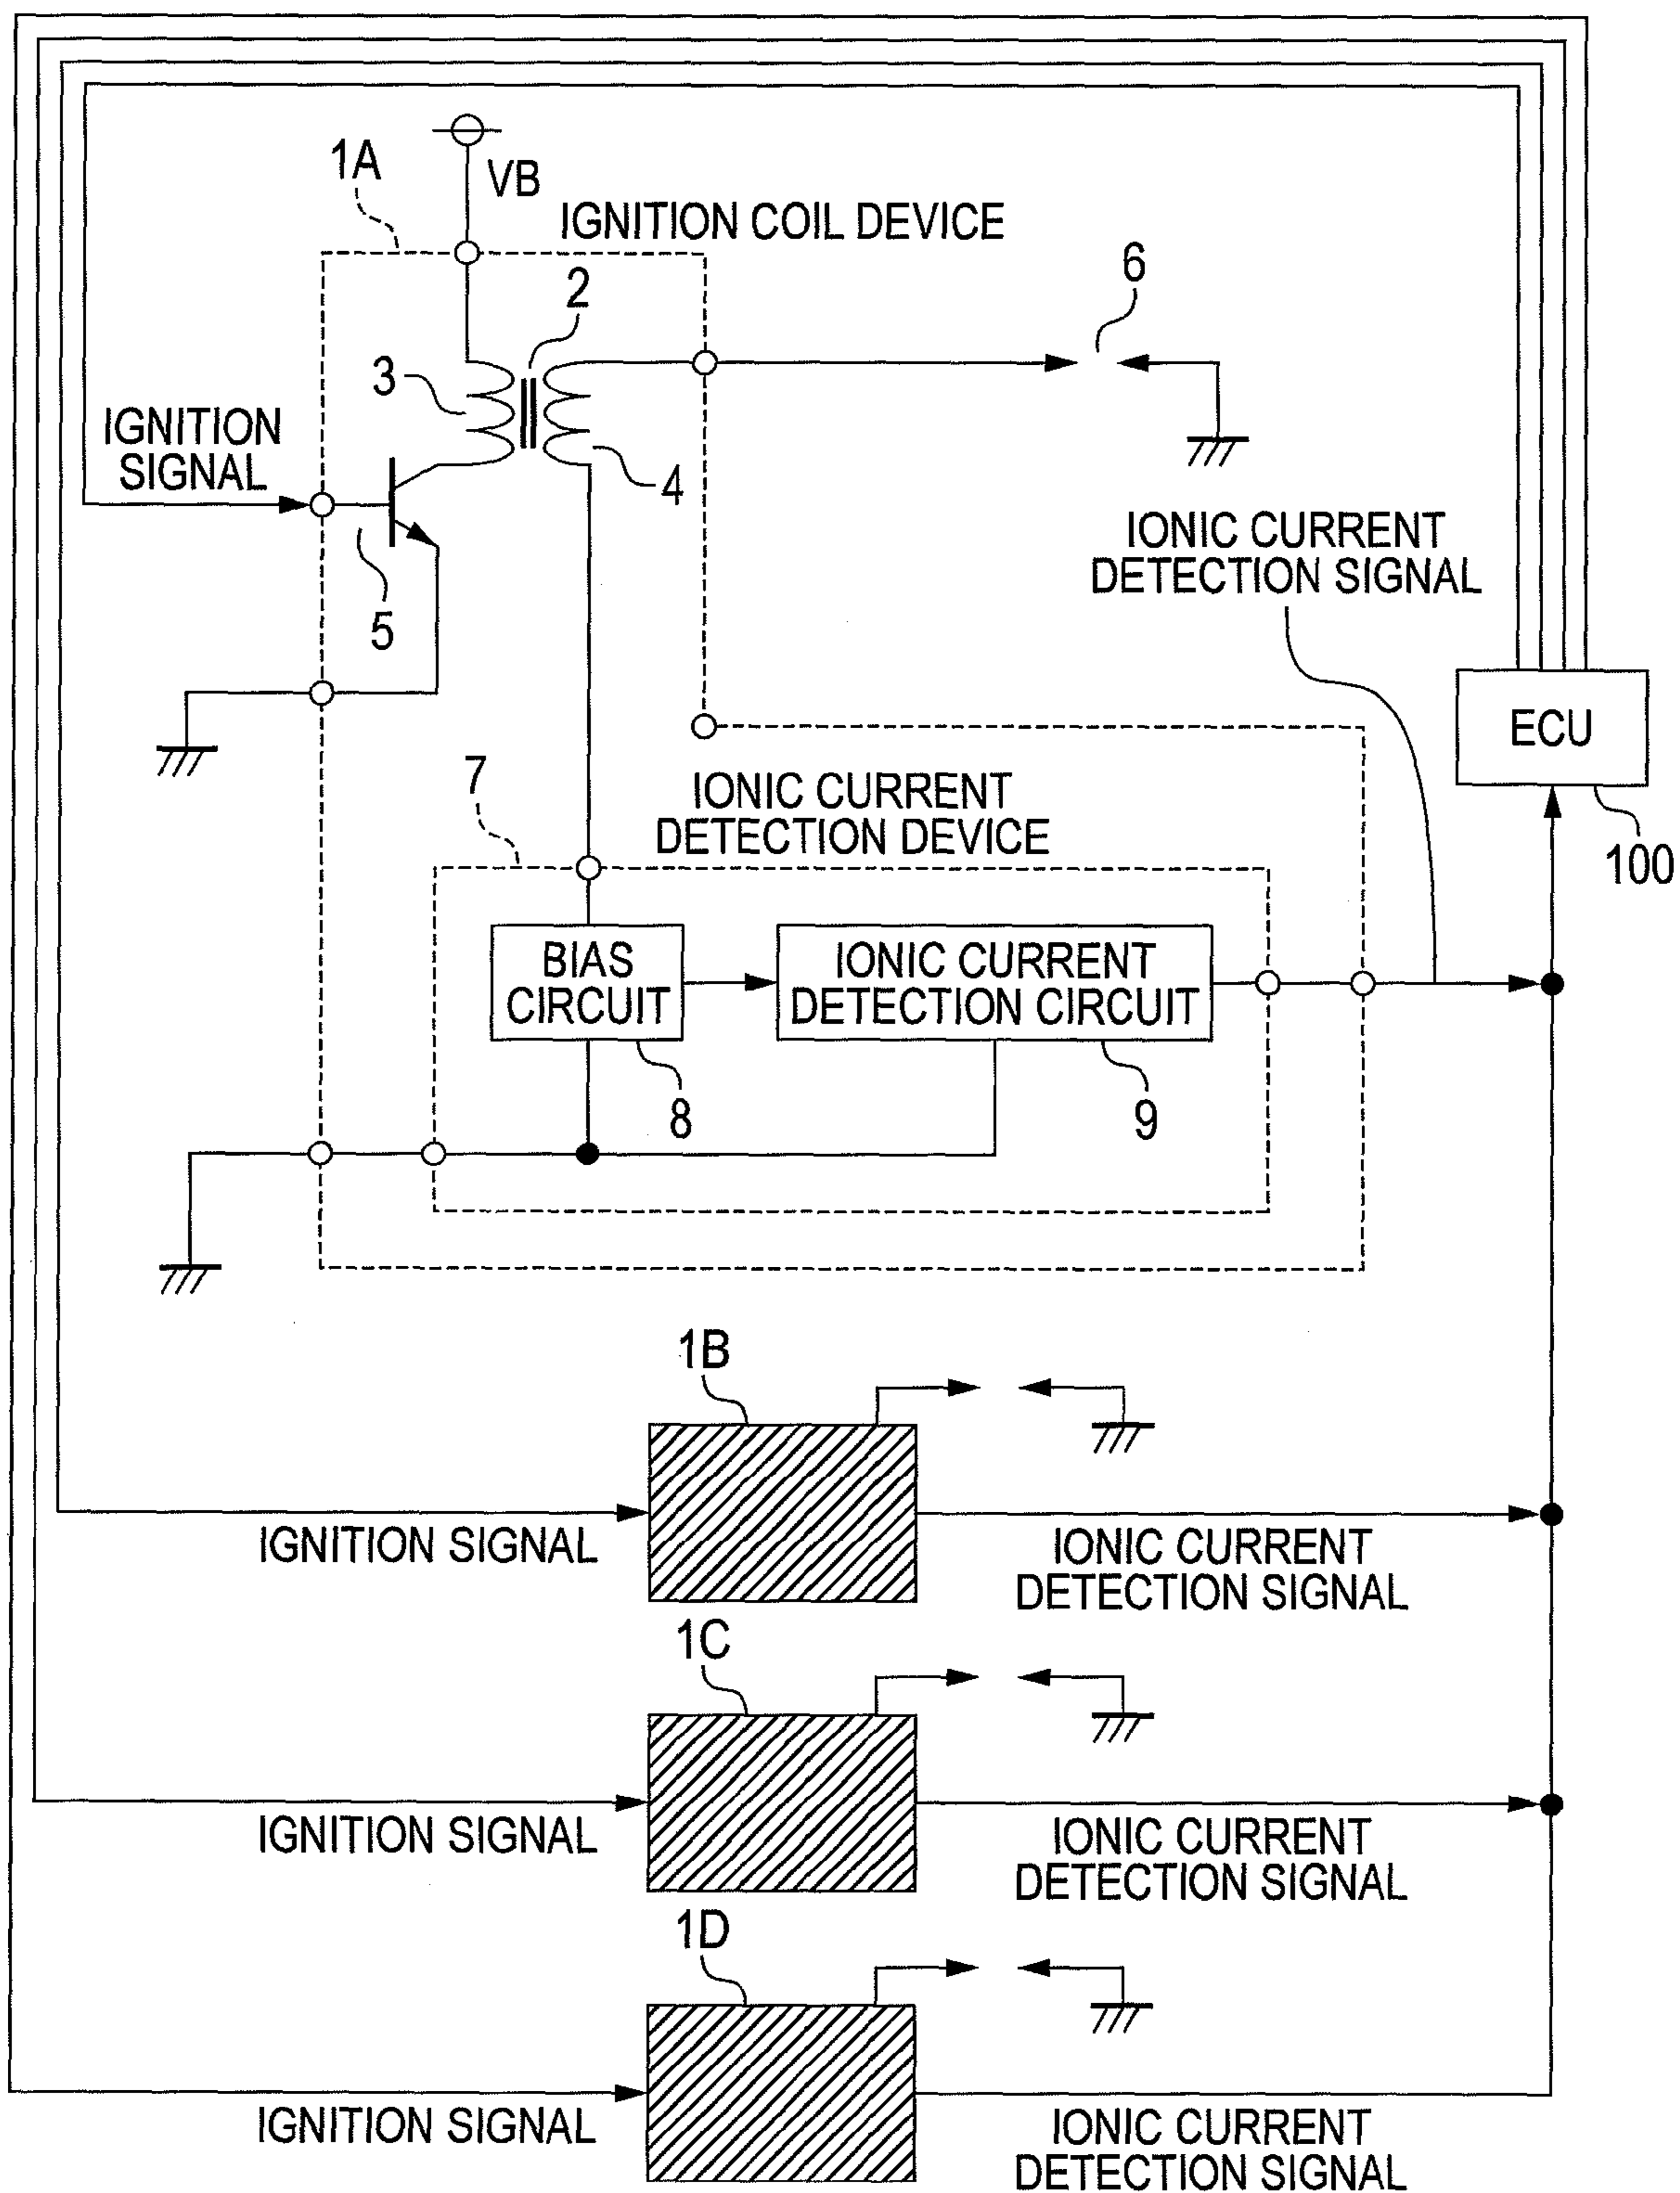 1A
VB
IGNITION COIL DEVICE
2
6
3
IGNITION
SIGNAL
4
5
IONIC CURRENT
DETECTION SIGNAL
ECU
100
7
IONIC CURRENT
DETECTION DEVICE
BIAS
CIRCUIT
IONIC CURRENT
DETECTION CIRCUIT
8
9
1B
IGNITION SIGNAL
IONIC CURRENT
DETECTION SIGNAL
1C
IGNITION SIGNAL
IONIC CURRENT
DETECTION SIGNAL
1D
IGNITION SIGNAL
IONIC CURRENT
DETECTION SIGNAL